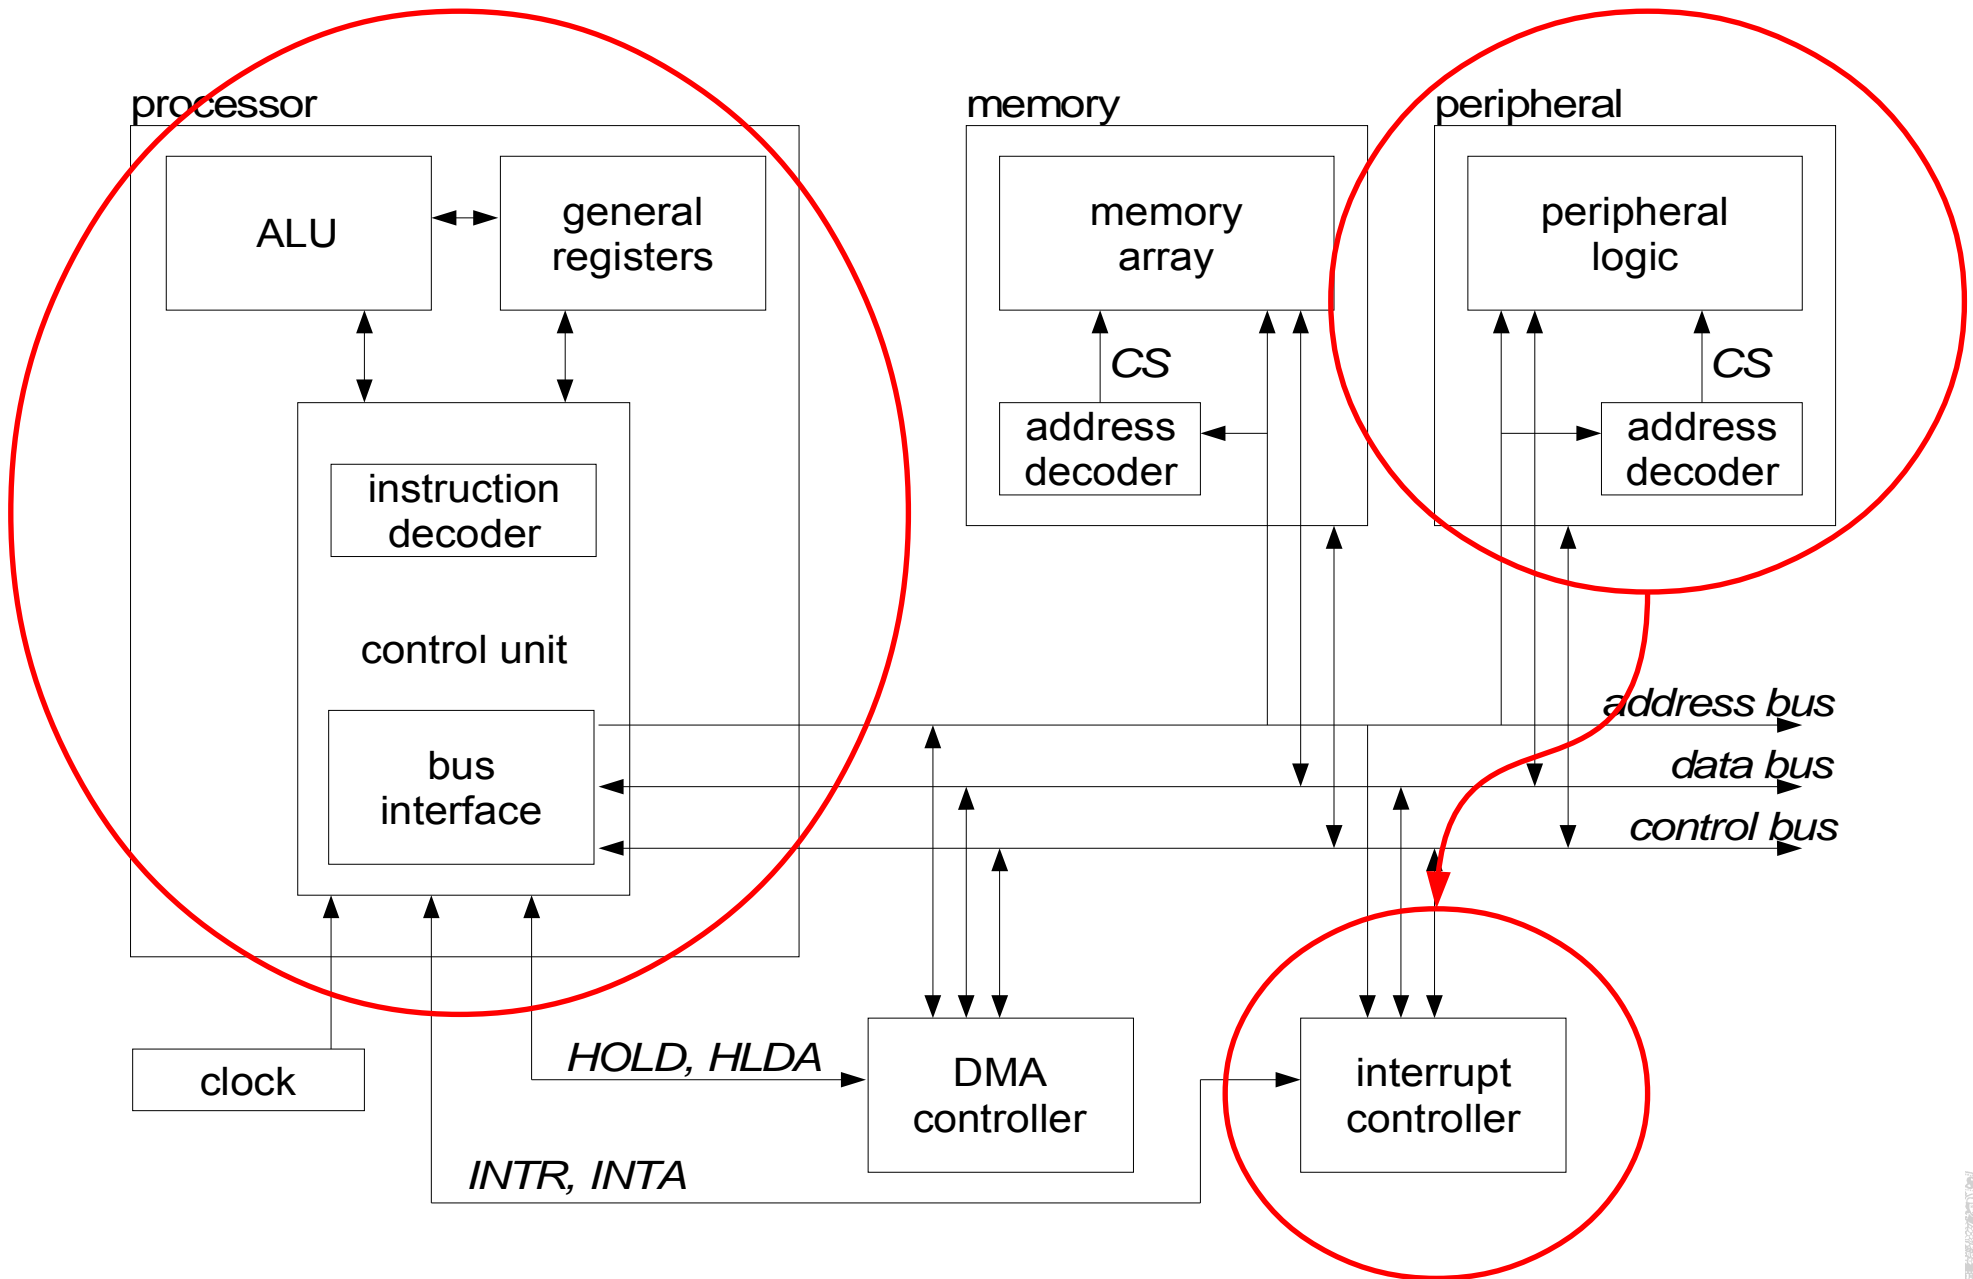 processor
memory
peripheral
ALU
general
registers
memory
array
peripheral
logic
CS
CS
address
decoder
address
decoder
instruction
decoder
control unit
address bus
bus
interface
data bus
control bus
HOLD, HLDA
DMA
controller
interrupt
controller
clock
INTR, INTA